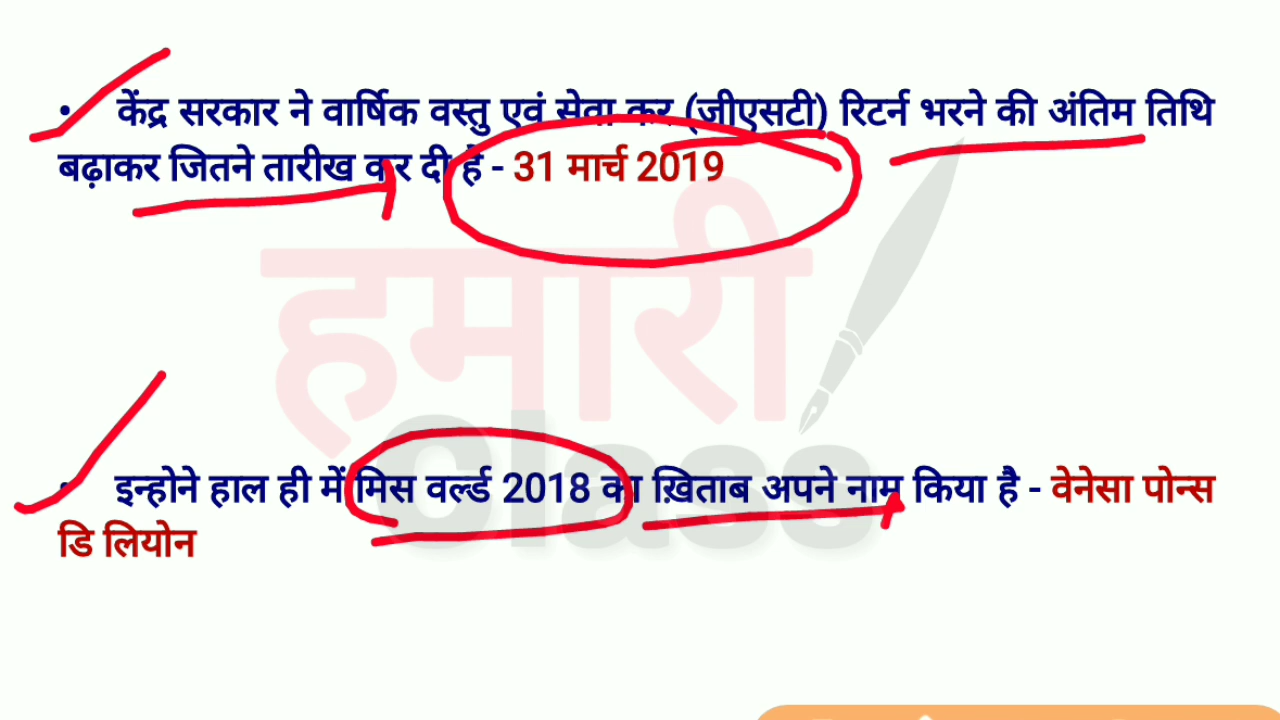 • केंद्र सरकार ने वार्षिक वस्तु एवं सेवा कर (जीएसटी) रिटर्न भरने की अंतिम तिथि
बढ़ाकर जितने तारीख कर दी है - 31 मार्च 2019
हमारी
Class
• इन्होने हाल ही में मिस वर्ल्ड 2018 का ख़िताब अपने नाम किया है - वेनेसा पोन्स
डि लियोन